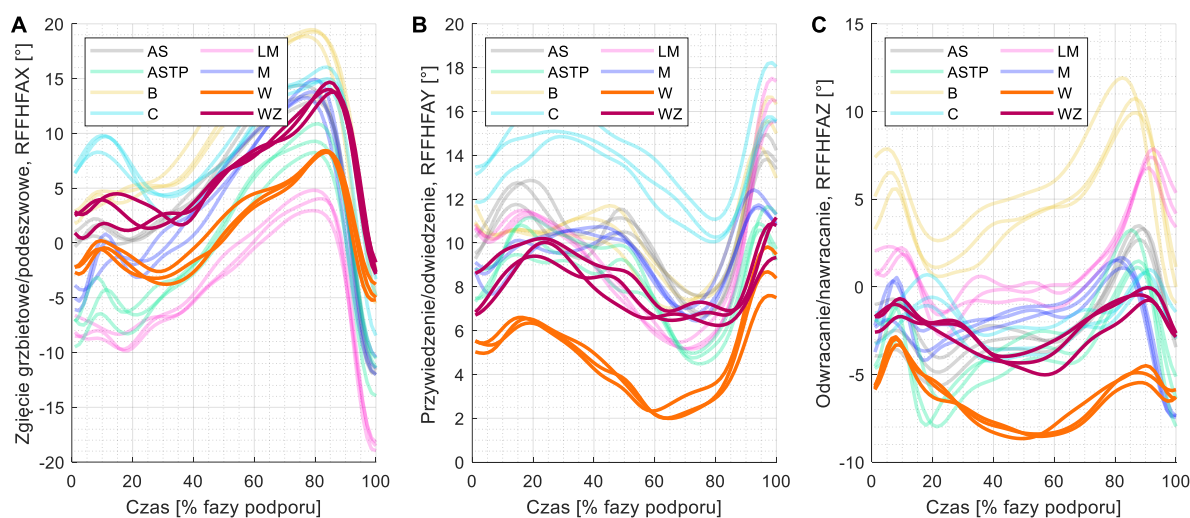 A
Zgięcie grzbietowe/podeszwowe, RFFHFAX [°]
20
15
10
5
0
-5
-10
-15
-20
AS
ASTP
B
C
LM
M
W
WZ
0 20 40 60 80 100
Czas [% fazy podporu]
B
Przywiedzenie/odwiedzenie, RFFHFAY [°]
20
18
16
14
12
10
8
6
4
2
0
AS
ASTP
B
C
LM
M
W
WZ
0 20 40 60 80 100
Czas [% fazy podporu]
C
Odwracanie/nawracanie, RFFHFAZ [°]
15
10
5
0
-5
-10
AS
ASTP
B
C
LM
M
W
WZ
0 20 40 60 80 100
Czas [% fazy podporu]